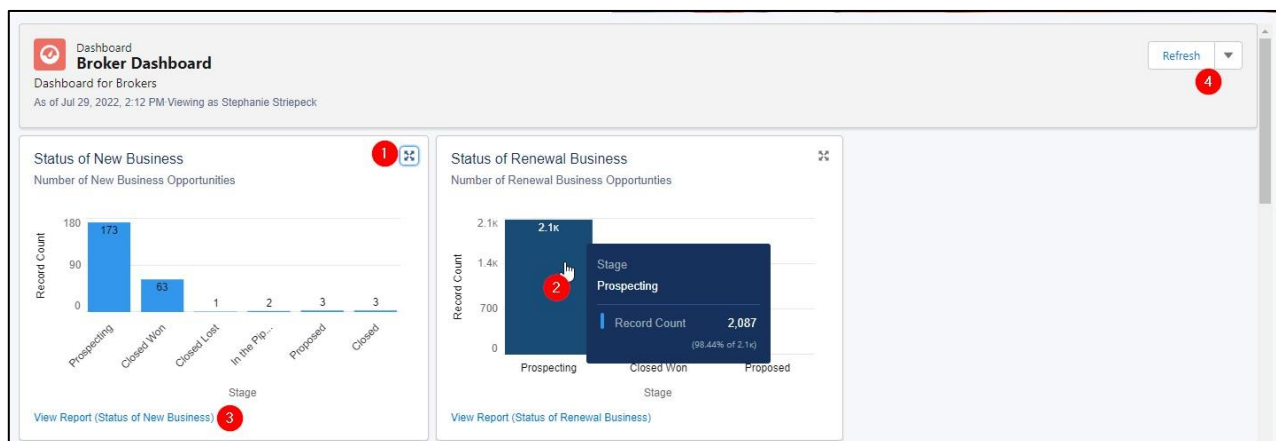 Dashboard
Broker Dashboard
Dashboard for Brokers
As of Jul 29, 2022, 2:12 PM·Viewing as Stephanie Striepeck
Refresh
4
Status of New Business
1
Number of New Business Opportunities
Record Count
180
90
0
173
63
1
2
3
3
Prospecting
Closed Won
Closed Lost
In the Pip...
Proposed
Closed
Stage
View Report (Status of New Business)
3
Status of Renewal Business
Number of Renewal Business Opportunties
Record Count
2.1K
1.4K
700
0
2.1K
2
Stage
Prospecting
Record Count 2,087
(98.44% of 2.1K)
Prospecting
Closed Won
Proposed
Stage
View Report (Status of Renewal Business)